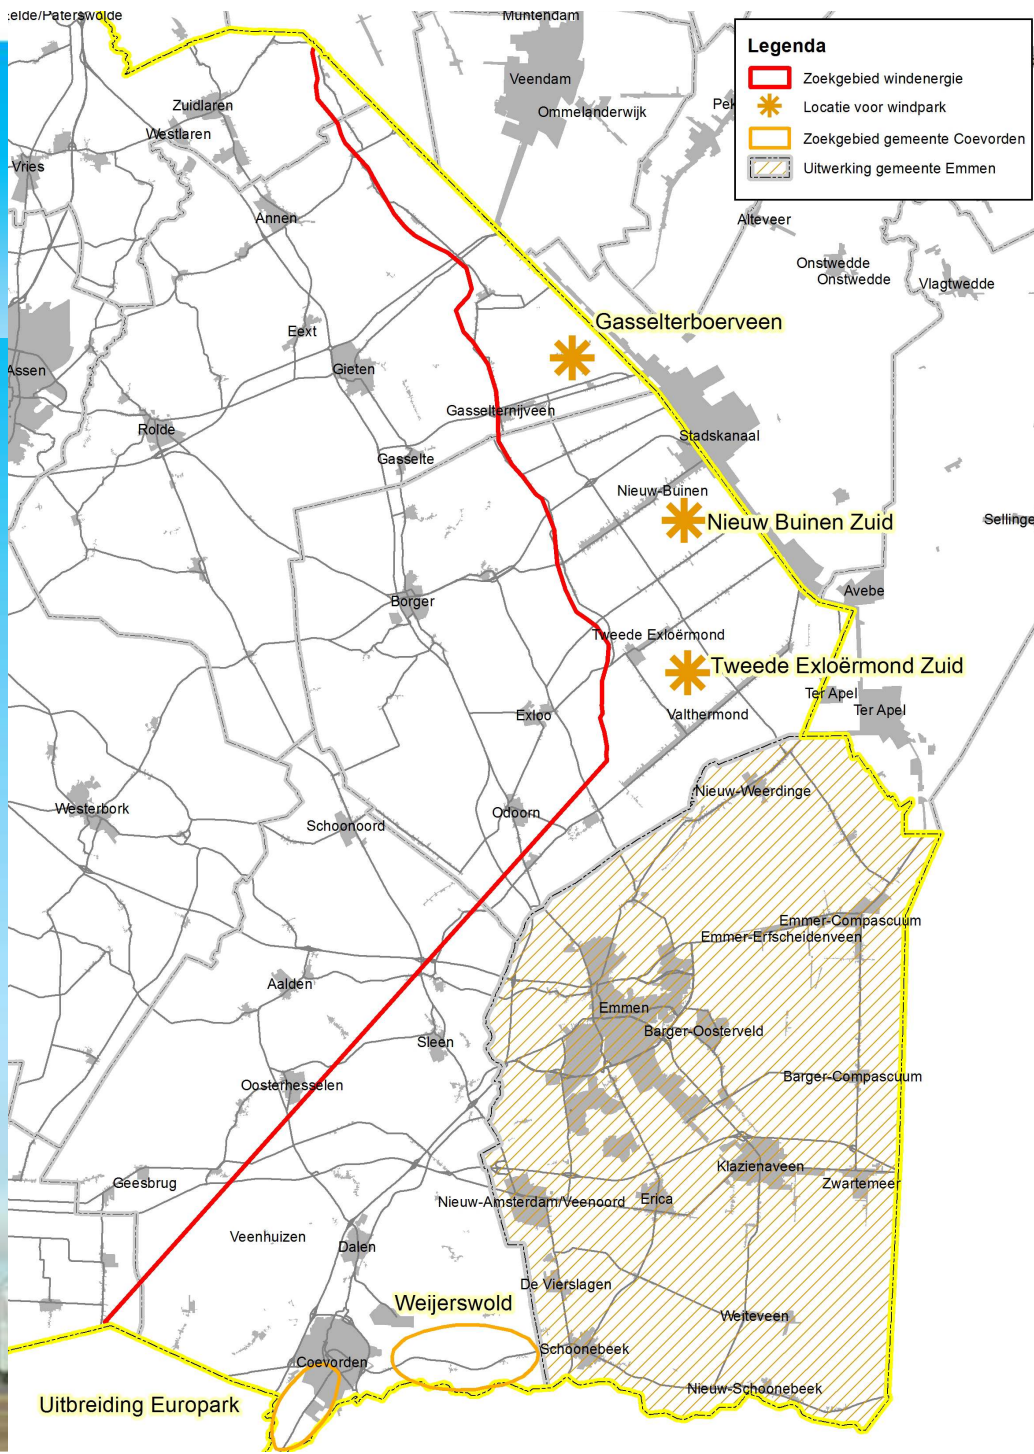 Muntendam
Veendam
Ommelanderwijk
Zuidlaren
Westlaren
Vries
Annen
Legenda
Zoekgebied windenergie
Locatie voor windpark
Zoekgebied gemeente Coevorden
Uitwerking gemeente Emmen
Alteveer
Onstwedde
Onstwedde
Vlagtwedde
Gasselterboerveen
Eext
Gieten
Assen
Gasselternijveen
Rolde
Stadskanaal
Gasselte
Nieuw-Buinen
Nieuw Buinen Zuid
Sellinge
Avebe
Borger
Tweede Exloërmond
Tweede Exloërmond Zuid
Ter Apel
Ter Apel
Exloo
Valthermond
Nieuw-Weerdinge
Westerbork
Odoorn
Schoonoord
Emmer-Compascuum
Emmer-Erfscheidenveen
Aalden
Emmen
Barger-Oosterveld
Sleen
Barger-Compascuum
Oosterhesselen
Klazienaveen
Geesbrug
Zwartemeer
Nieuw-Amsterdam/Veenoord
Erica
Veenhuizen
Dalen
De Vierslagen
Weijerswold
Weiteveen
Schoonebeek
Coevorden
Nieuw-Schoonebeek
Uitbreiding Europark